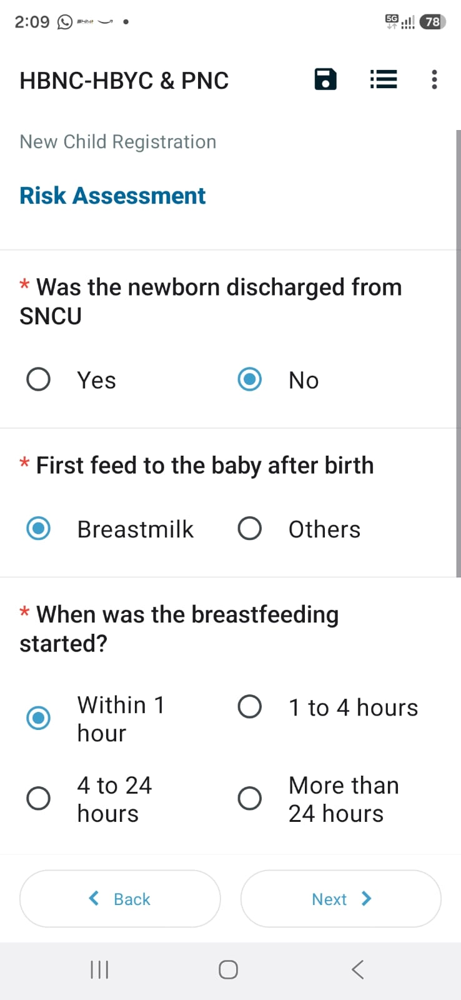 2:09
5G
78
HBNC-HBYC & PNC
New Child Registration
Risk Assessment
* Was the newborn discharged from
SNCU
Yes
No
* First feed to the baby after birth
Breastmilk
Others
* When was the breastfeeding
started?
Within 1
hour
1 to 4 hours
4 to 24
hours
More than
24 hours
Back
Next